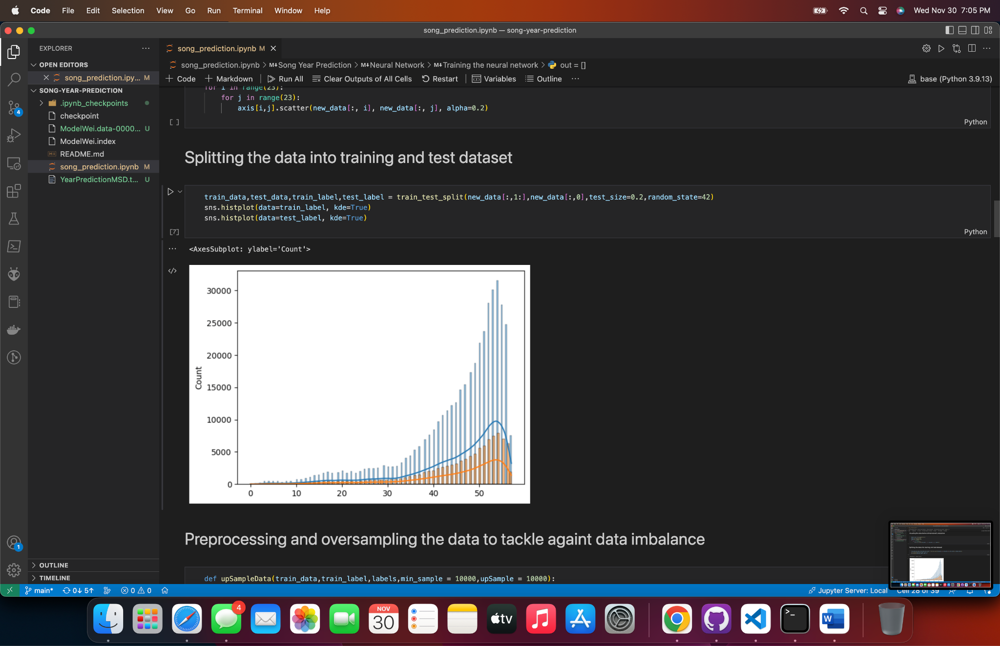 Code File Edit Selection View Go Run Terminal Window Help Wed Nov 30 7:05 PM
song_prediction.ipynb — song-year-prediction
EXPLORER
song_prediction.ipynb M
OPEN EDITORS
song_prediction.ipy... M
SONG-YEAR-PREDICTION
.ipynb_checkpoints
checkpoint
ModelWei.data-0000... U
ModelWei.index
README.md
song_prediction.ipynb M
YearPredictionMSD.t... U
OUTLINE
TIMELINE
4
1
song_prediction.ipynb > M↓Song Year Prediction > M↓Neural Network > M↓Training the neural network > out = []
+ Code + Markdown Run All Clear Outputs of All Cells Restart Variables Outline ... base (Python 3.9.13)
for i in range(23):
for j in range(23):
axis[i,j].scatter(new_data[:, i], new_data[:, j], alpha=0.2)
[ ]
Python
Splitting the data into training and test dataset
train_data,test_data,train_label,test_label = train_test_split(new_data[:,1:],new_data[:,0],test_size=0.2,random_state=42)
sns.histplot(data=train_label, kde=True)
sns.histplot(data=test_label, kde=True)
[7]
Python
<AxesSubplot: ylabel='Count'>
30000
25000
20000
15000
10000
5000
0
Count
0 10 20 30 40 50
Preprocessing and oversampling the data to tackle againt data imbalance
def upSampleData(train_data,train_label,labels,min_sample = 10000,upSample = 10000):
main* 0↓ 5↑ 0 0 Jupyter Server: Local Cell 28 of 39
4
NOV
30
tv
>_
W